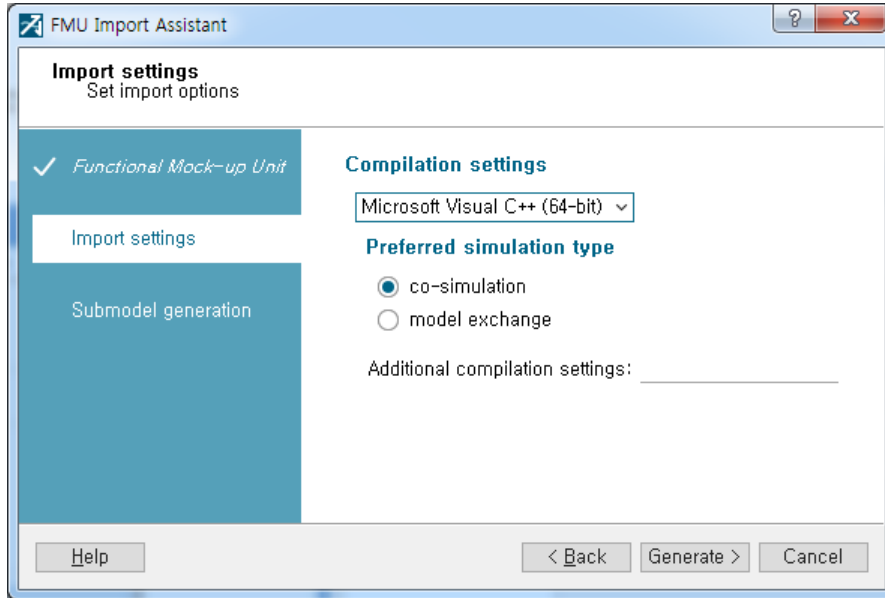 FMU Import Assistant
Import settings
Set import options
Functional Mock-up Unit
Import settings
Submodel generation
Compilation settings
Microsoft Visual C++ (64-bit)
Preferred simulation type
co-simulation
model exchange
Additional compilation settings:
Help
< Back
Generate >
Cancel